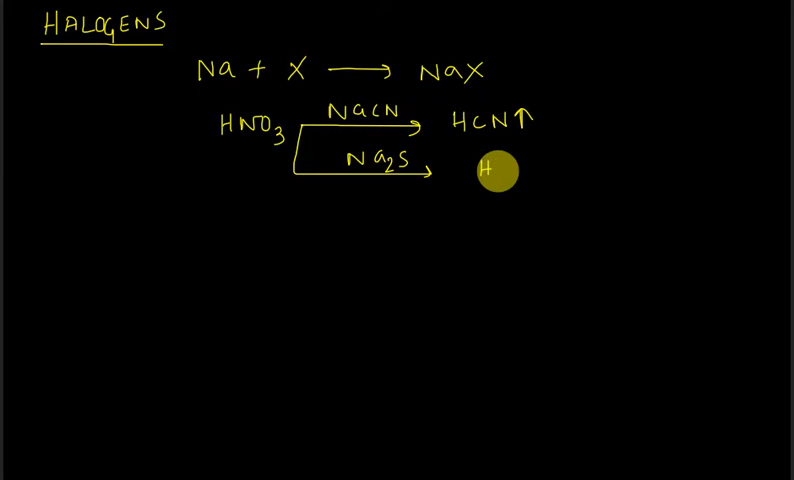 HALOGENS
Na + X ⟶ NaX
HNO₃ NaCN HCN↑
Na₂S H